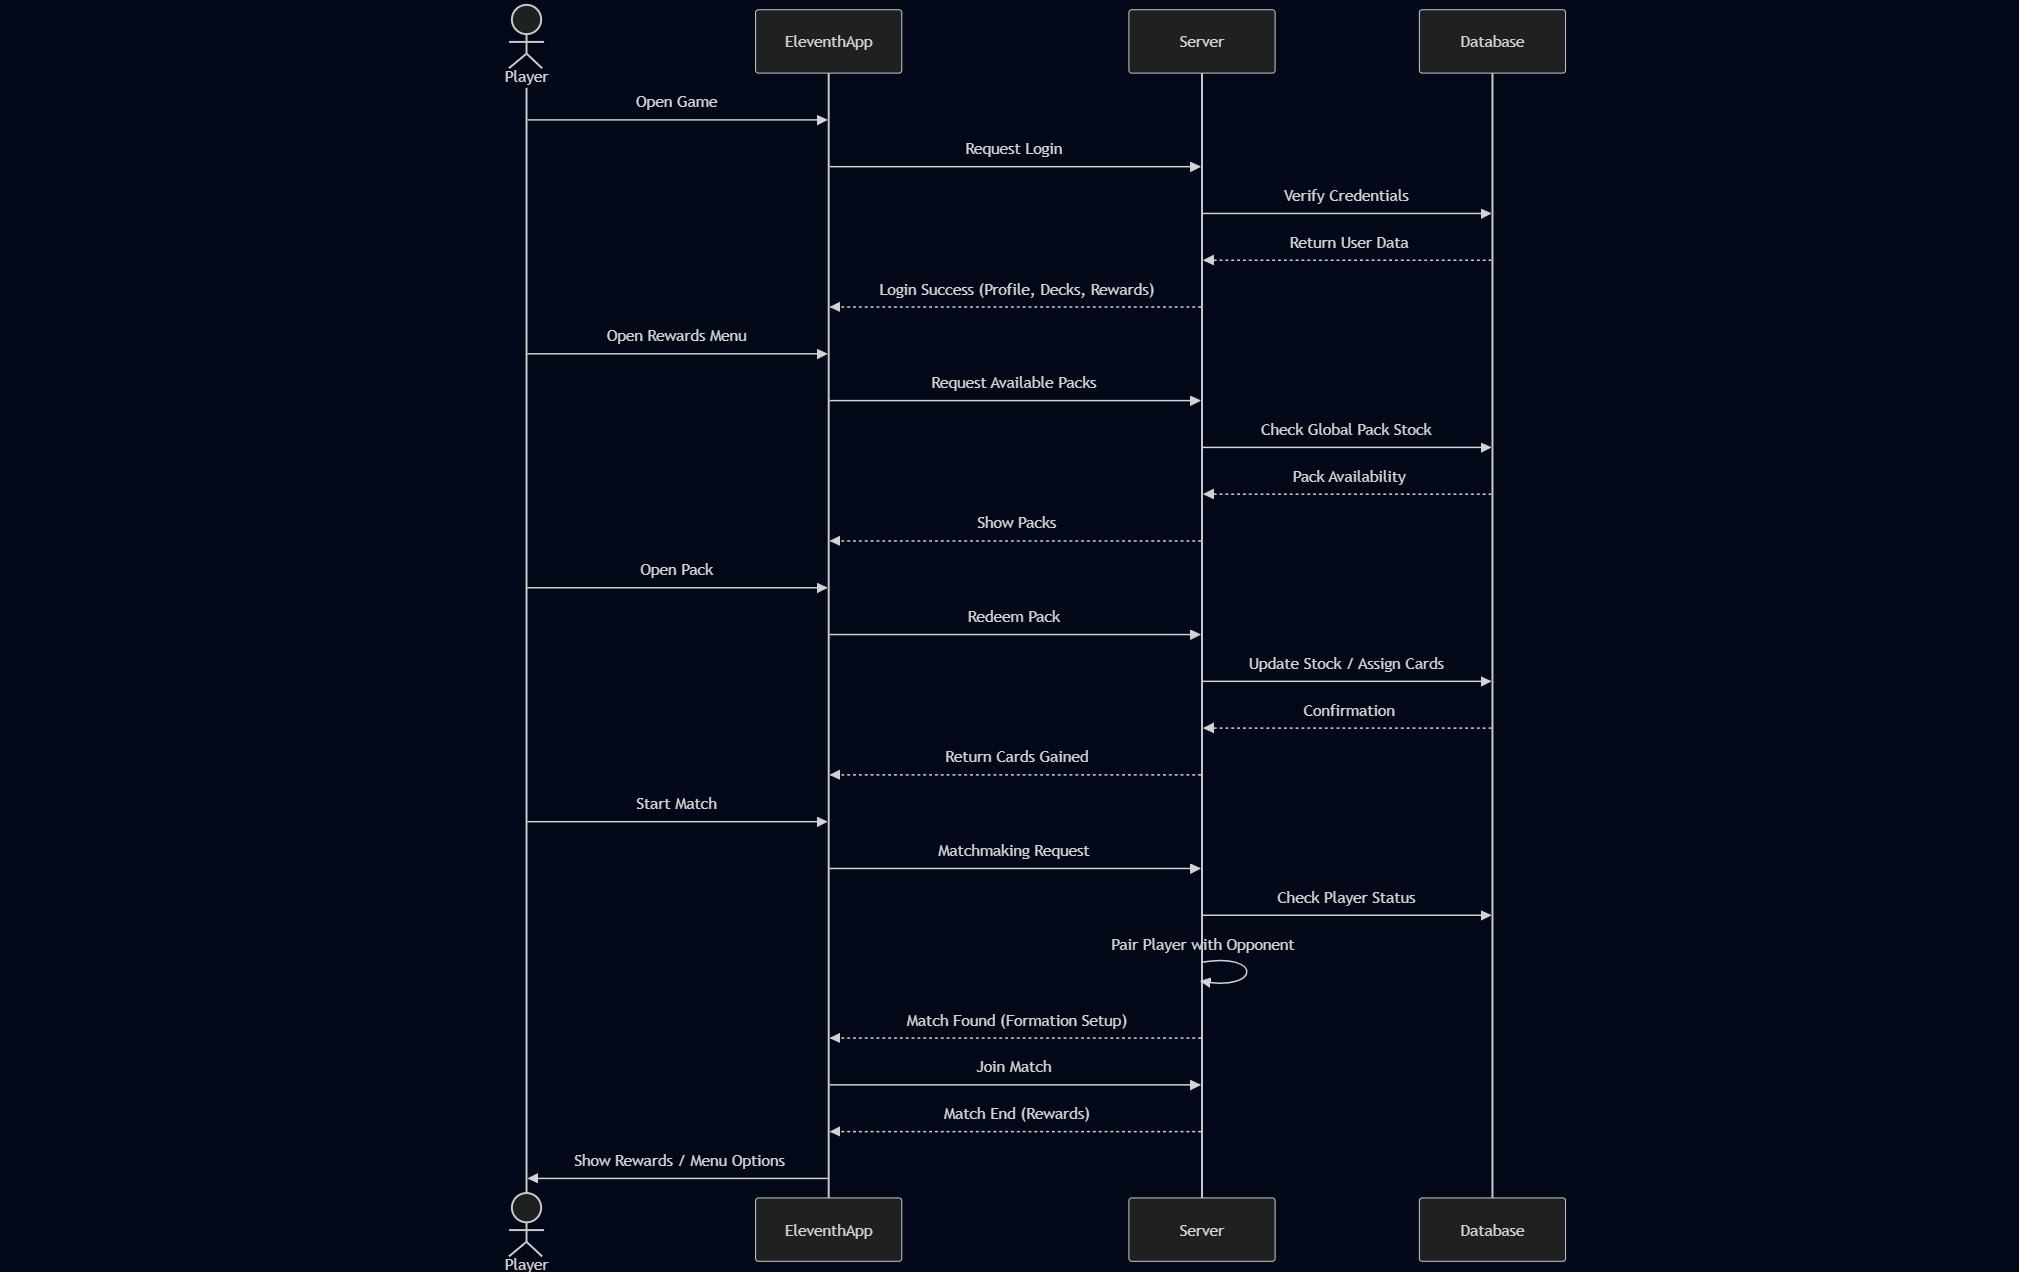 Player
EleventhApp
Server
Database
Open Game
Request Login
Verify Credentials
Return User Data
Login Success (Profile, Decks, Rewards)
Open Rewards Menu
Request Available Packs
Check Global Pack Stock
Pack Availability
Show Packs
Open Pack
Redeem Pack
Update Stock / Assign Cards
Confirmation
Return Cards Gained
Start Match
Matchmaking Request
Check Player Status
Pair Player with Opponent
Match Found (Formation Setup)
Join Match
Match End (Rewards)
Show Rewards / Menu Options
Player
EleventhApp
Server
Database